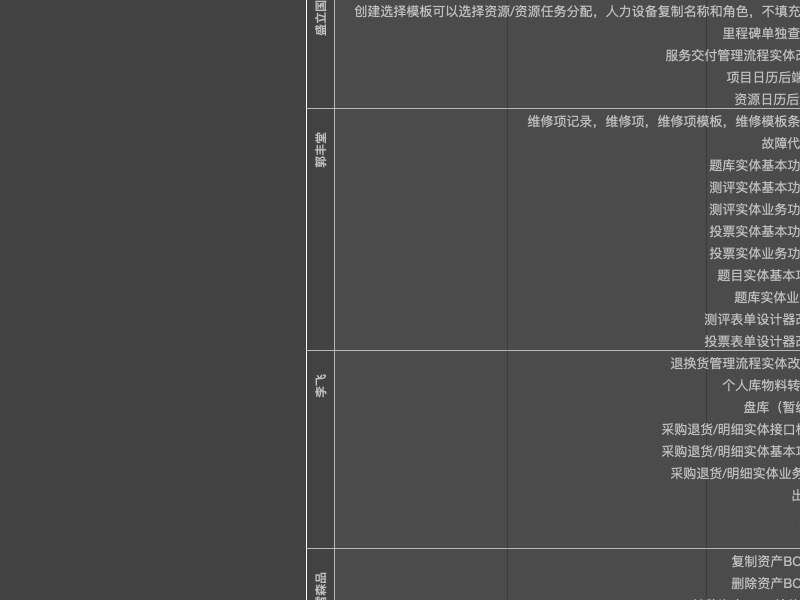 盛立国
创建选择模板可以选择资源/资源任务分配，人力设备复制名称和角色，不填充
里程碑单独查
服务交付管理流程实体改
项目日历后端
资源日历后
郭丰堂
维修项记录，维修项，维修项模板，维修模板条
故障代
题库实体基本功
测评实体基本功
测评实体业务功
投票实体基本功
投票实体业务功
题目实体基本功
题库实体业
测评表单设计器改
投票表单设计器改
李飞
退换货管理流程实体改
个人库物料转
盘库（暂缓
采购退货/明细实体接口
采购退货/明细实体基本功
采购退货/明细实体业务
出
森品
复制资产BO
删除资产BO